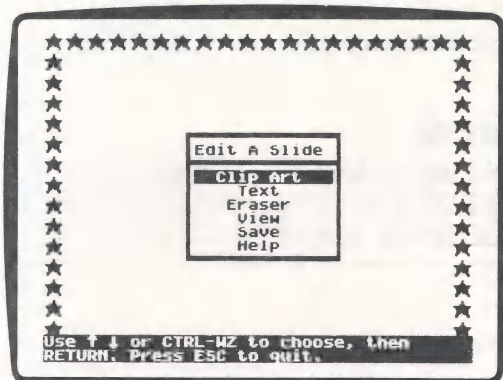 Edit A Slide
Clip Art
Text
Eraser
View
Save
Help
Use ↑ ↓ or CTRL-WZ to choose, then
RETURN. Press ESC to quit.